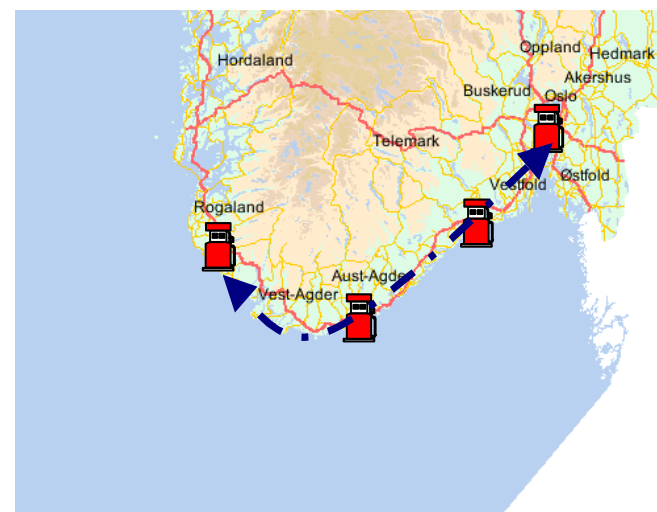 Oppland
Hedmark
Hordaland
Akershus
Buskerud
Oslo
Telemark
Vestfold
Østfold
Rogaland
Aust-Agder
Vest-Agder